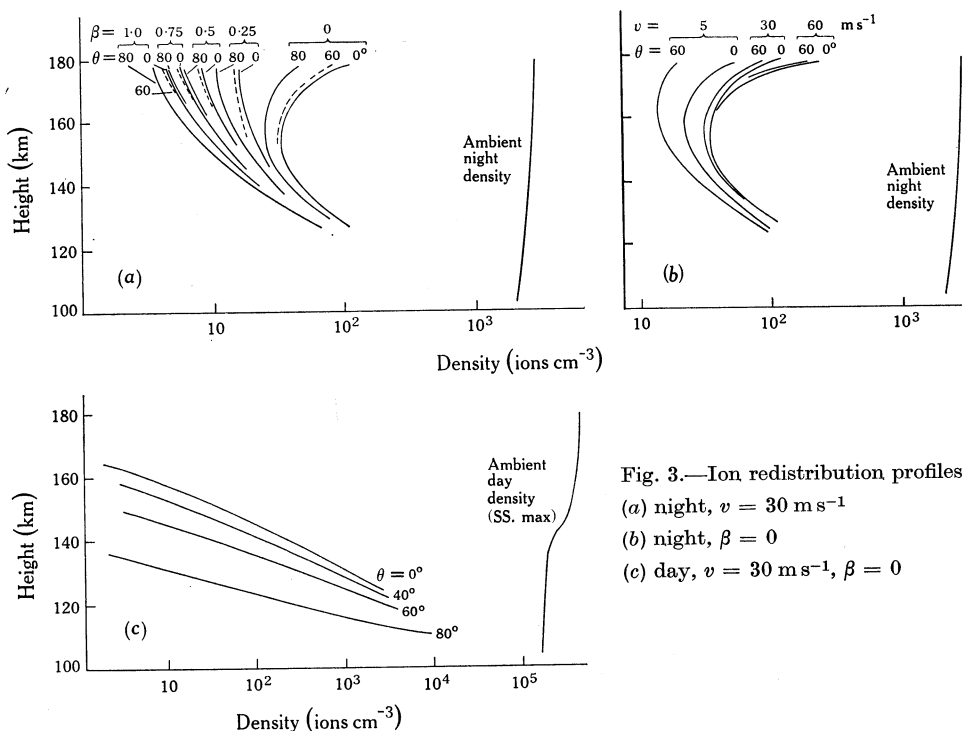 β = 1·0 0·75 0·5 0·25 0
θ = 80 0 80 0 80 0 80 0 80 60 0°
60
180
160
140
120
100
Height (km)
Ambient
night
density
(a)
10 10² 10³
v = 5 30 60 m s⁻¹
θ = 60 0 60 0 60 0°
Ambient
night
density
(b)
10 10² 10³
Density (ions cm⁻³)
180
160
140
120
100
Height (km)
Ambient
day
density
(SS. max)
θ = 0°
40°
60°
80°
(c)
10 10² 10³ 10⁴ 10⁵
Density (ions cm⁻³)
Fig. 3.—Ion redistribution profiles
(a) night, v = 30 m s⁻¹
(b) night, β = 0
(c) day, v = 30 m s⁻¹, β = 0